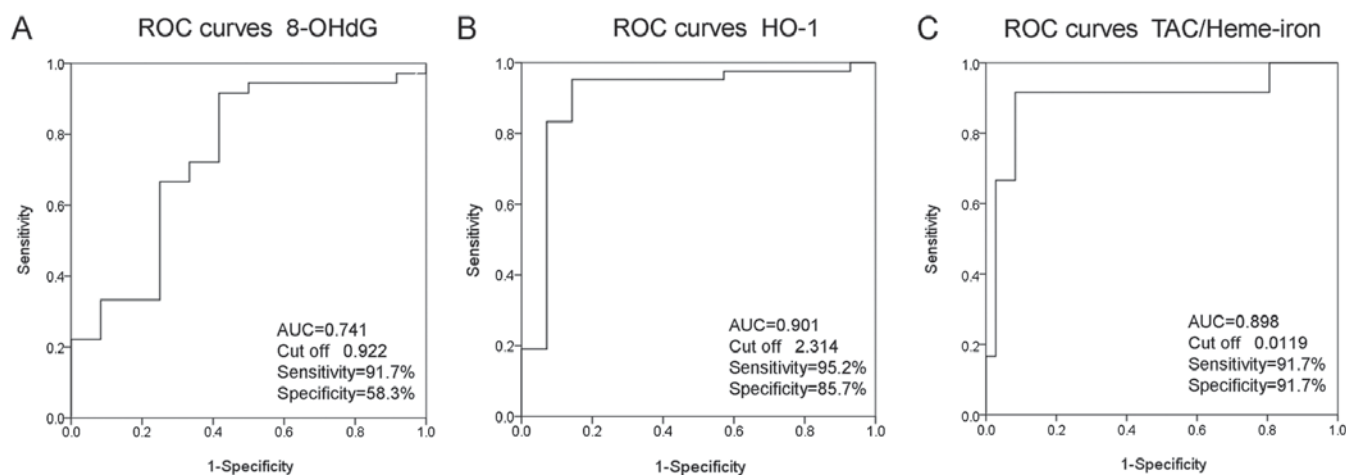 A
ROC curves 8-OHdG
1.0
0.8
0.6
0.4
0.2
0.0
Sensitivity
AUC=0.741
Cut off 0.922
Sensitivity=91.7%
Specificity=58.3%
0.0 0.2 0.4 0.6 0.8 1.0
1-Specificity
B
ROC curves HO-1
1.0
0.8
0.6
0.4
0.2
0.0
Sensitivity
AUC=0.901
Cut off 2.314
Sensitivity=95.2%
Specificity=85.7%
0.0 0.2 0.4 0.6 0.8 1.0
1-Specificity
C
ROC curves TAC/Heme-iron
1.0
0.8
0.6
0.4
0.2
0.0
Sensitivity
AUC=0.898
Cut off 0.0119
Sensitivity=91.7%
Specificity=91.7%
0.0 0.2 0.4 0.6 0.8 1.0
1-Specificity